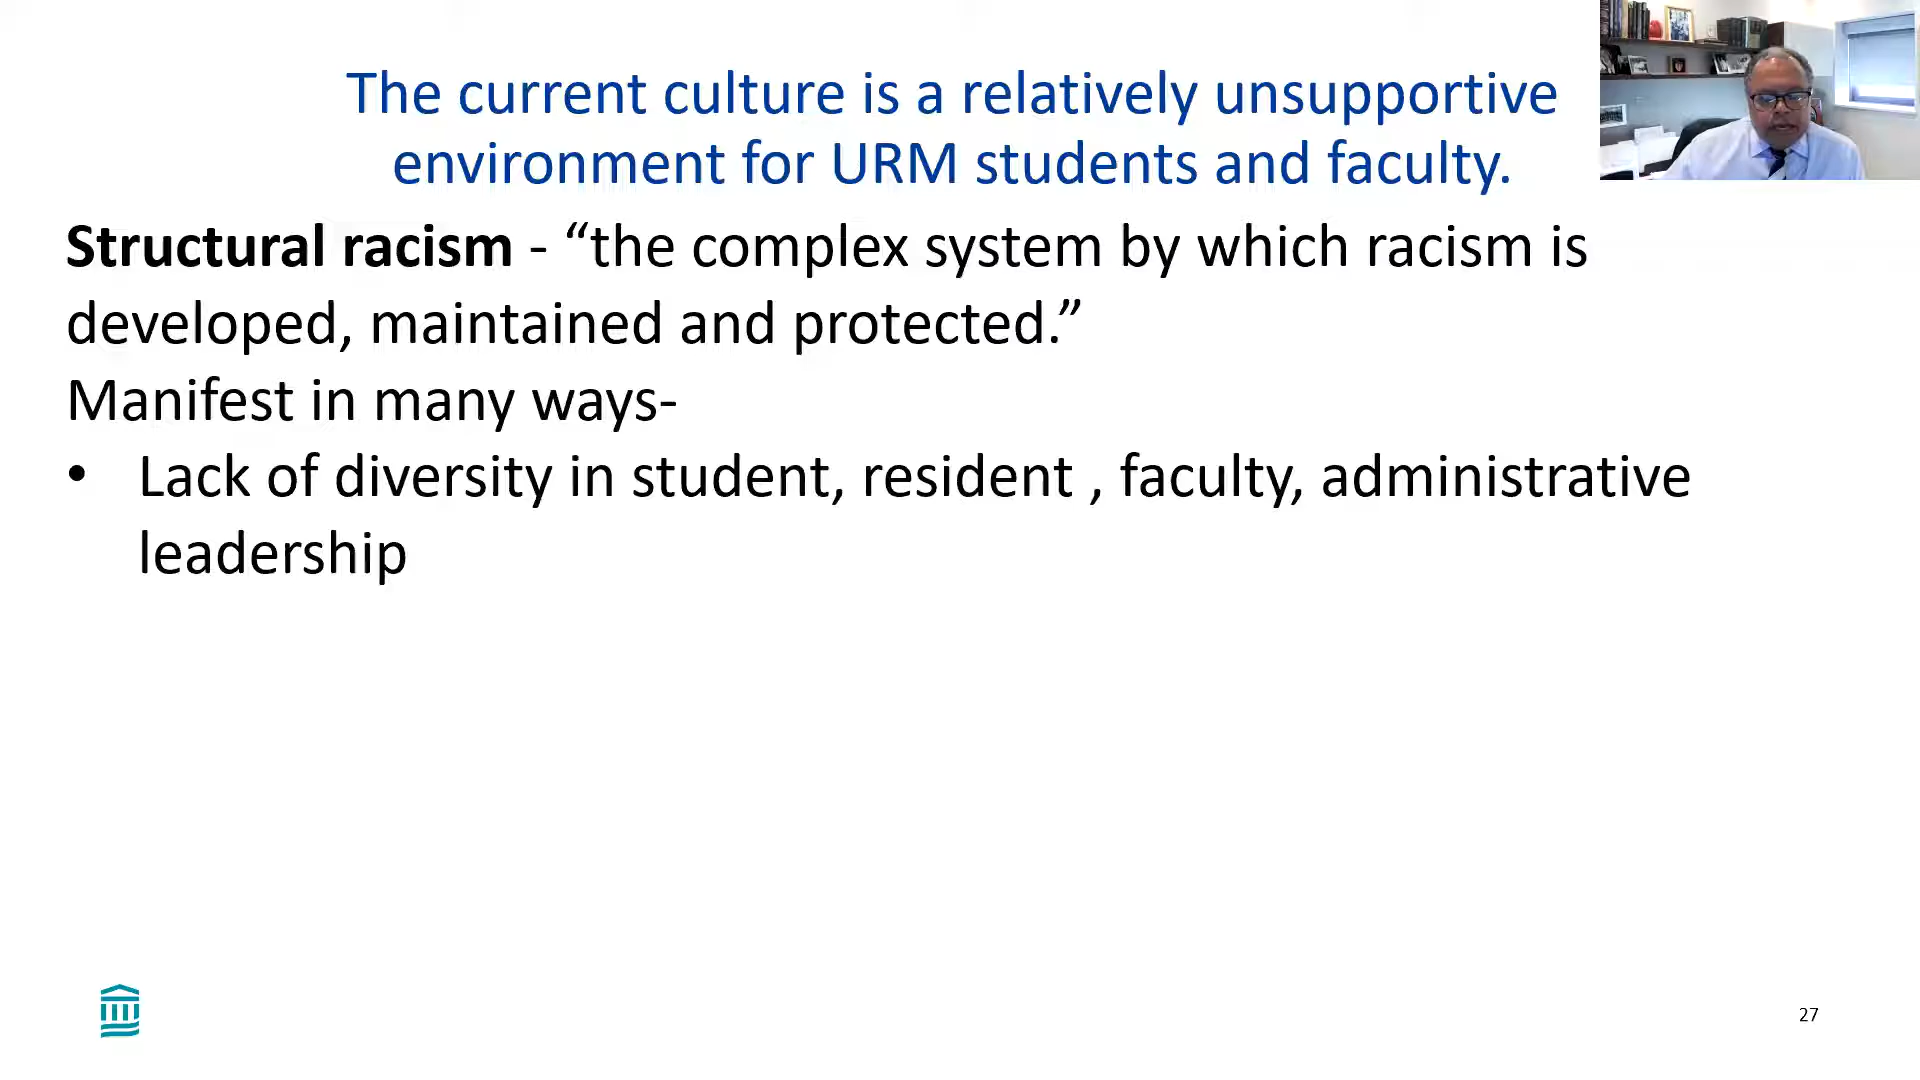 The current culture is a relatively unsupportive
environment for URM students and faculty.
Structural racism - “the complex system by which racism is
developed, maintained and protected.”
Manifest in many ways-
• Lack of diversity in student, resident , faculty, administrative
leadership
27